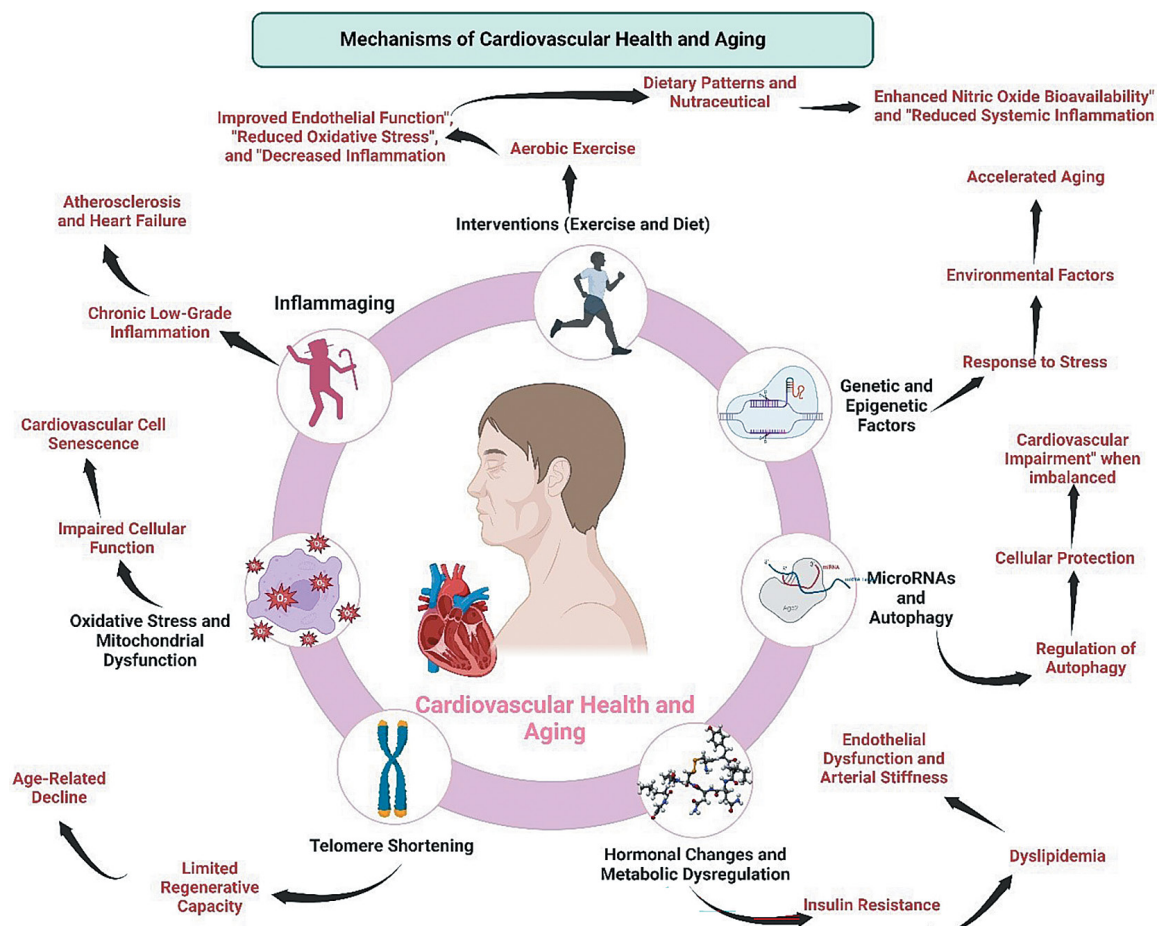 Mechanisms of Cardiovascular Health and Aging
Dietary Patterns and
Nutraceutical
Enhanced Nitric Oxide Bioavailability"
and "Reduced Systemic Inflammation
Improved Endothelial Function",
"Reduced Oxidative Stress",
and "Decreased Inflammation
Aerobic Exercise
Interventions (Exercise and Diet)
Accelerated Aging
Environmental Factors
Response to Stress
Genetic and
Epigenetic
Factors
Atherosclerosis
and Heart Failure
Chronic Low-Grade
Inflammation
Inflammaging
Cardiovascular Cell
Senescence
Impaired Cellular
Function
Oxidative Stress and
Mitochondrial
Dysfunction
Cardiovascular
Impairment" when
imbalanced
Cellular Protection
Regulation of
Autophagy
MicroRNAs
and
Autophagy
miRNA
Cardiovascular Health and
Aging
Age-Related
Decline
Limited
Regenerative
Capacity
Telomere Shortening
Endothelial
Dysfunction and
Arterial Stiffness
Dyslipidemia
Insulin Resistance
Hormonal Changes and
Metabolic Dysregulation